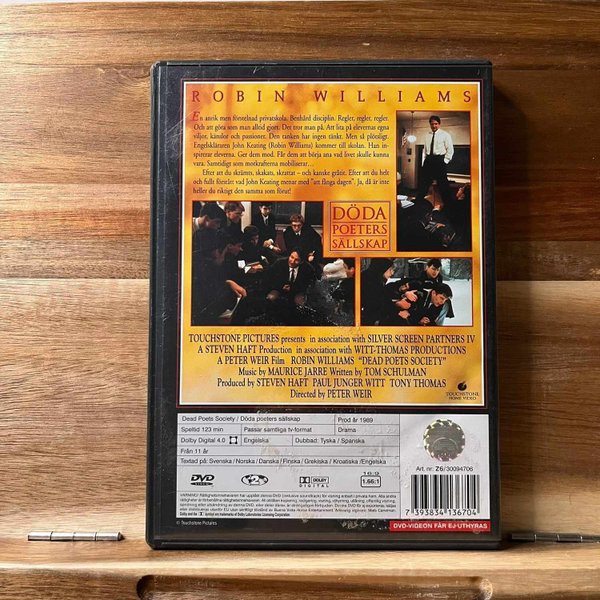 ROBIN WILLIAMS
En anrik men förstelnad privatskola. Benhård disciplin. Regler, regler, regler.
Och att göra som man alltid gjort. Det tror man på. Att lita på elevernas egna
viljor, känslor och passioner. Den tanken har ingen tänkt. Men så plötsligt.
Engelskläraren John Keating (Robin Williams) kommer till skolan. Han in-
spirerar eleverna. Ger dem mod. Får dem att börja ana vad livet skulle kunna
vara. Samtidigt som motkrafterna mobiliserar...
Efter att du skrämts, skakats, skrattat – och kanske gråtit. Efter att du helt
och fullt förstått vad John Keating menar med "att fånga dagen". Ja, då är inte
heller du riktigt den samma som förut!
DÖDA
POETERS
SÄLLSKAP
TOUCHSTONE PICTURES presents in association with SILVER SCREEN PARTNERS IV
A STEVEN HAFT Production in association with WITT-THOMAS PRODUCTIONS
A PETER WEIR Film ROBIN WILLIAMS "DEAD POETS SOCIETY"
Music by MAURICE JARRE Written by TOM SCHULMAN
Produced by STEVEN HAFT PAUL JUNGER WITT TONY THOMAS
Directed by PETER WEIR
TOUCHSTONE
HOME VIDEO
Dead Poets Society / Döda poeters sällskap Prod år 1989
Speltid 123 min Passar samtliga tv-format Drama
Dolby Digital 4.0 Engelska Dubbad: Tyska / Spanska
Från 11 år
Textad på: Svenska / Norska / Danska / Finska / Grekiska / Kroatiska / Engelska
Art. nr: Z6/30094706
DVD
VIDEO
2
DOLBY
DIGITAL
16:9
1.66:1
© Touchstone Pictures
7 393834 136704
DVD-VIDEON FÅR EJ UTHYRAS